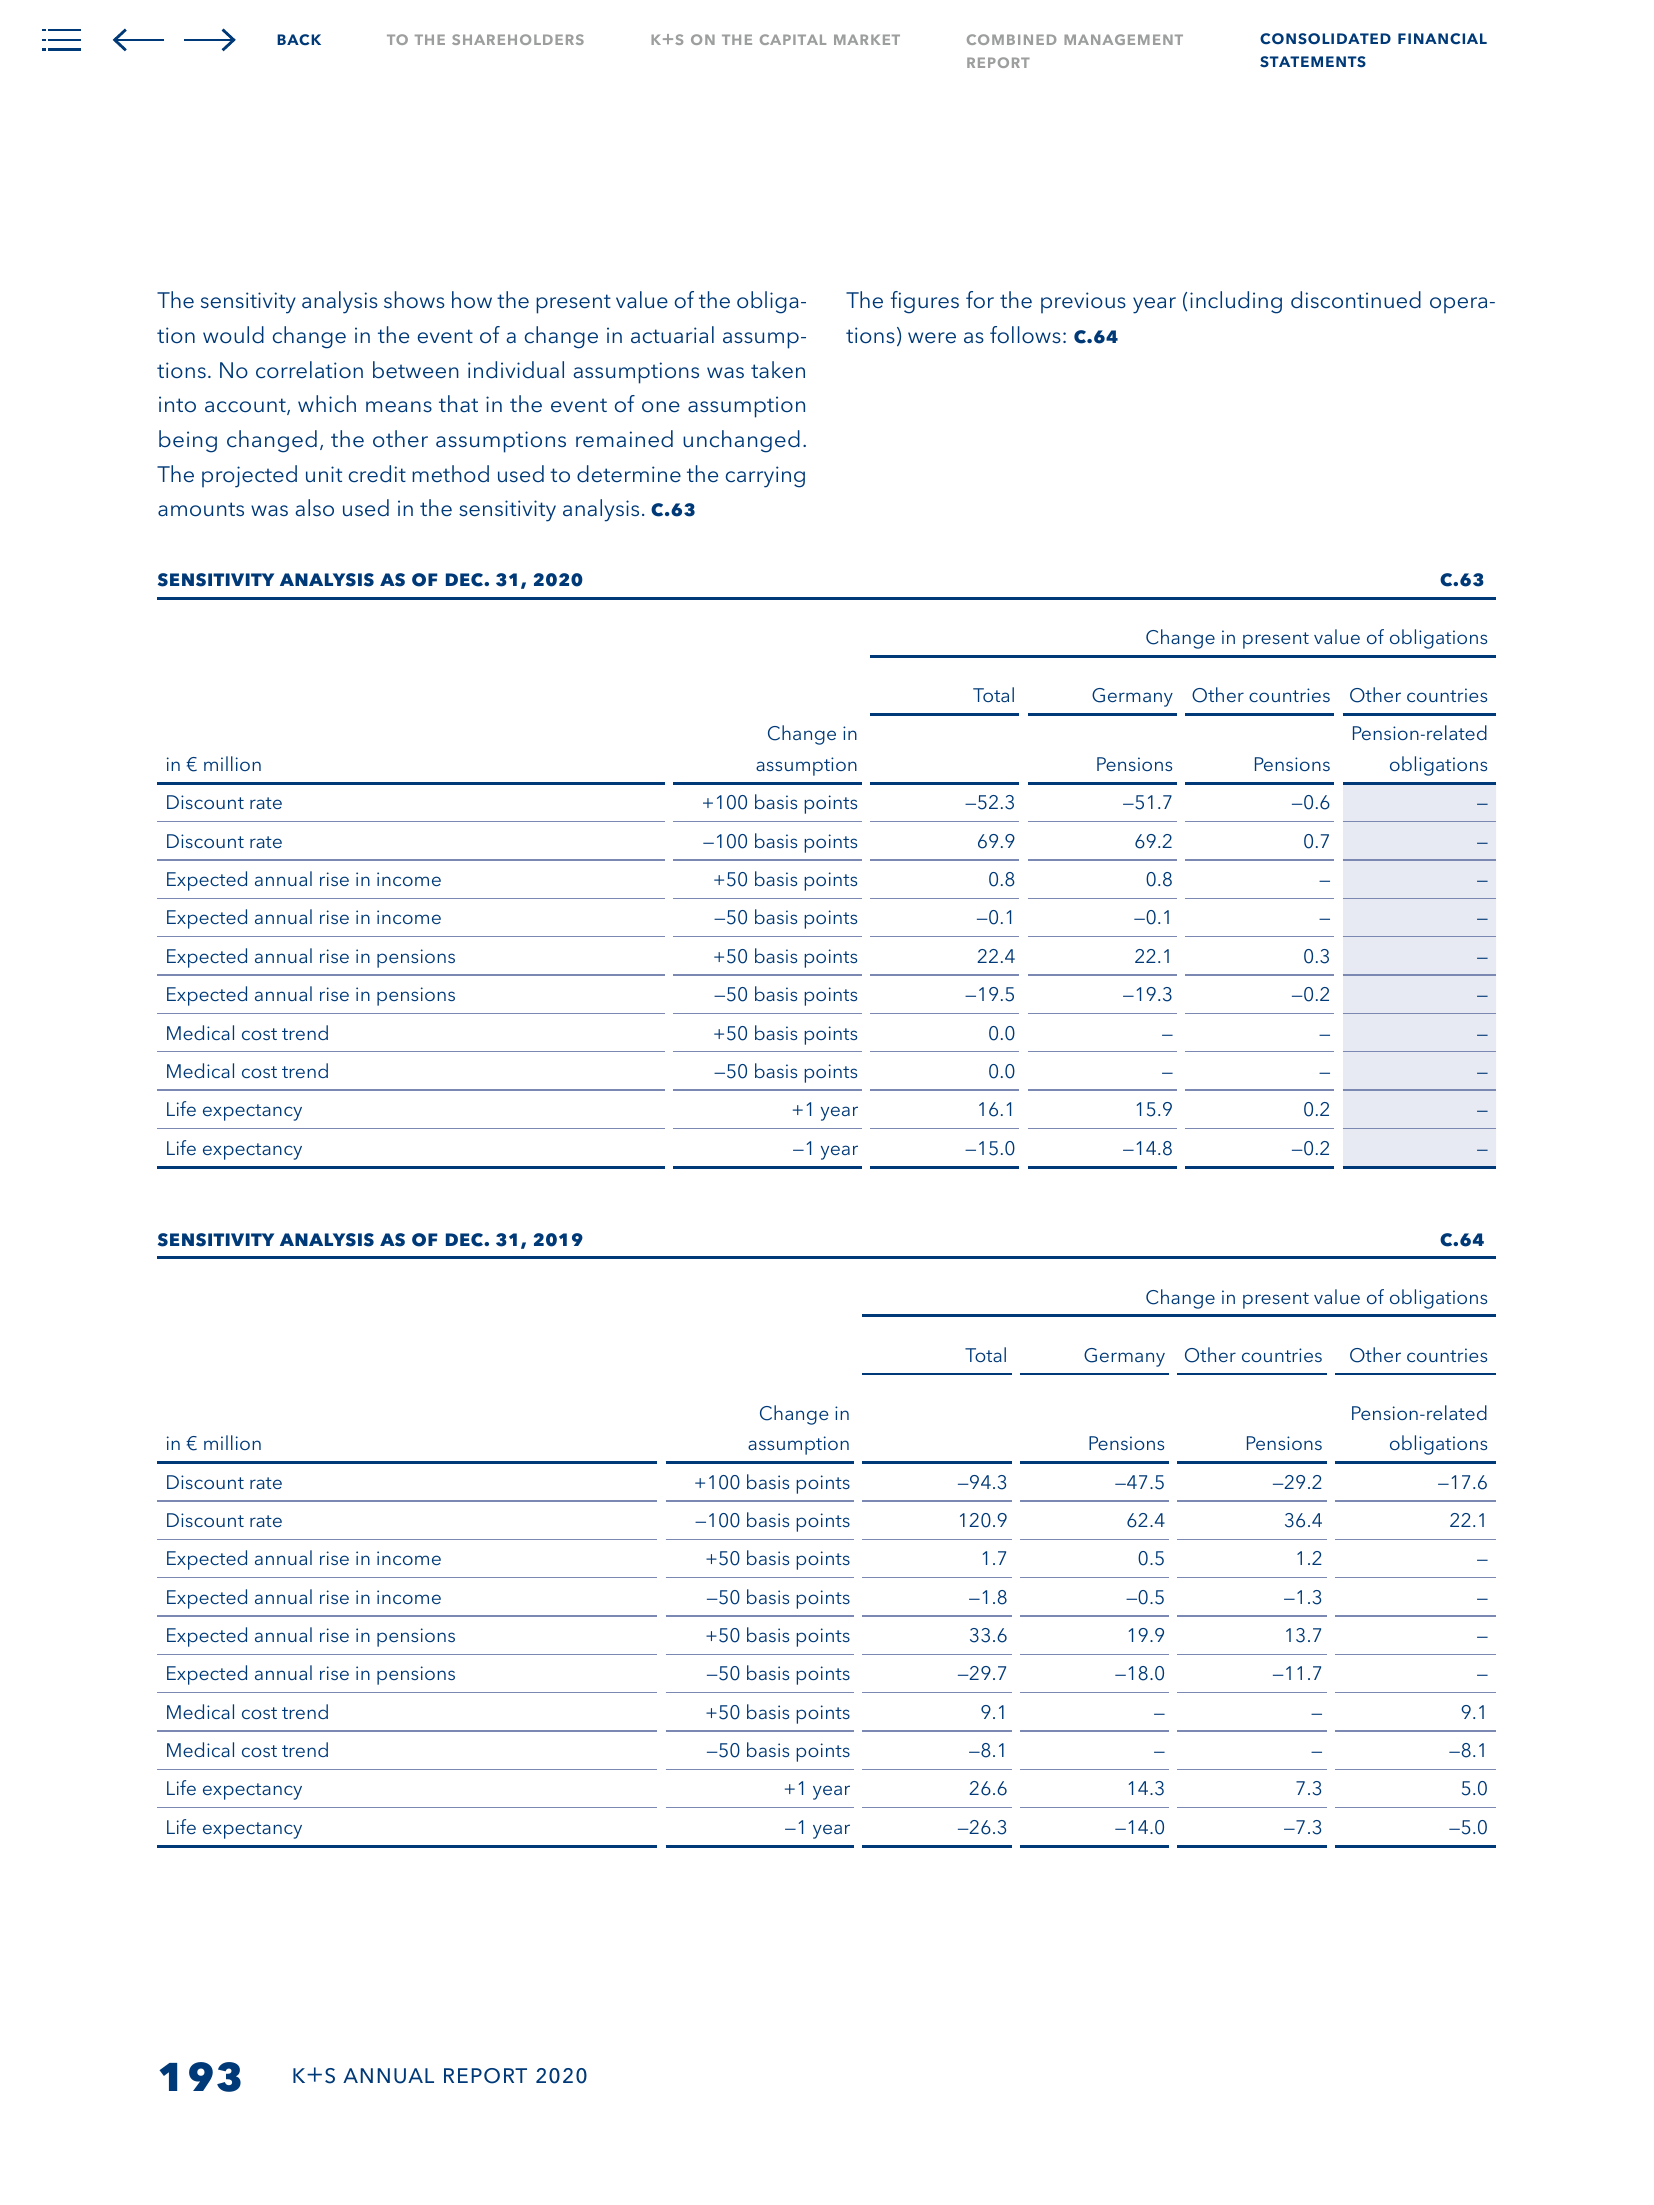 BACK TO THE SHAREHOLDERS K+S ON THE CAPITAL MARKET COMBINED MANAGEMENT REPORT CONSOLIDATED FINANCIAL STATEMENTS
The sensitivity analysis shows how the present value of the obliga-
tion would change in the event of a change in actuarial assump-
tions. No correlation between individual assumptions was taken
into account, which means that in the event of one assumption
being changed, the other assumptions remained unchanged.
The projected unit credit method used to determine the carrying
amounts was also used in the sensitivity analysis. C.63
The figures for the previous year (including discontinued opera-
tions) were as follows: C.64
SENSITIVITY ANALYSIS AS OF DEC. 31, 2020 C.63
Change in present value of obligations
Total Germany Other countries Other countries
in € million Change in assumption Pensions Pensions Pension-related obligations
Discount rate +100 basis points –52.3 –51.7 –0.6 –
Discount rate –100 basis points 69.9 69.2 0.7 –
Expected annual rise in income +50 basis points 0.8 0.8 – –
Expected annual rise in income –50 basis points –0.1 –0.1 – –
Expected annual rise in pensions +50 basis points 22.4 22.1 0.3 –
Expected annual rise in pensions –50 basis points –19.5 –19.3 –0.2 –
Medical cost trend +50 basis points 0.0 – – –
Medical cost trend –50 basis points 0.0 – – –
Life expectancy +1 year 16.1 15.9 0.2 –
Life expectancy –1 year –15.0 –14.8 –0.2 –
SENSITIVITY ANALYSIS AS OF DEC. 31, 2019 C.64
Change in present value of obligations
Total Germany Other countries Other countries
in € million Change in assumption Pensions Pensions Pension-related obligations
Discount rate +100 basis points –94.3 –47.5 –29.2 –17.6
Discount rate –100 basis points 120.9 62.4 36.4 22.1
Expected annual rise in income +50 basis points 1.7 0.5 1.2 –
Expected annual rise in income –50 basis points –1.8 –0.5 –1.3 –
Expected annual rise in pensions +50 basis points 33.6 19.9 13.7 –
Expected annual rise in pensions –50 basis points –29.7 –18.0 –11.7 –
Medical cost trend +50 basis points 9.1 – – 9.1
Medical cost trend –50 basis points –8.1 – – –8.1
Life expectancy +1 year 26.6 14.3 7.3 5.0
Life expectancy –1 year –26.3 –14.0 –7.3 –5.0
193 K+S ANNUAL REPORT 2020